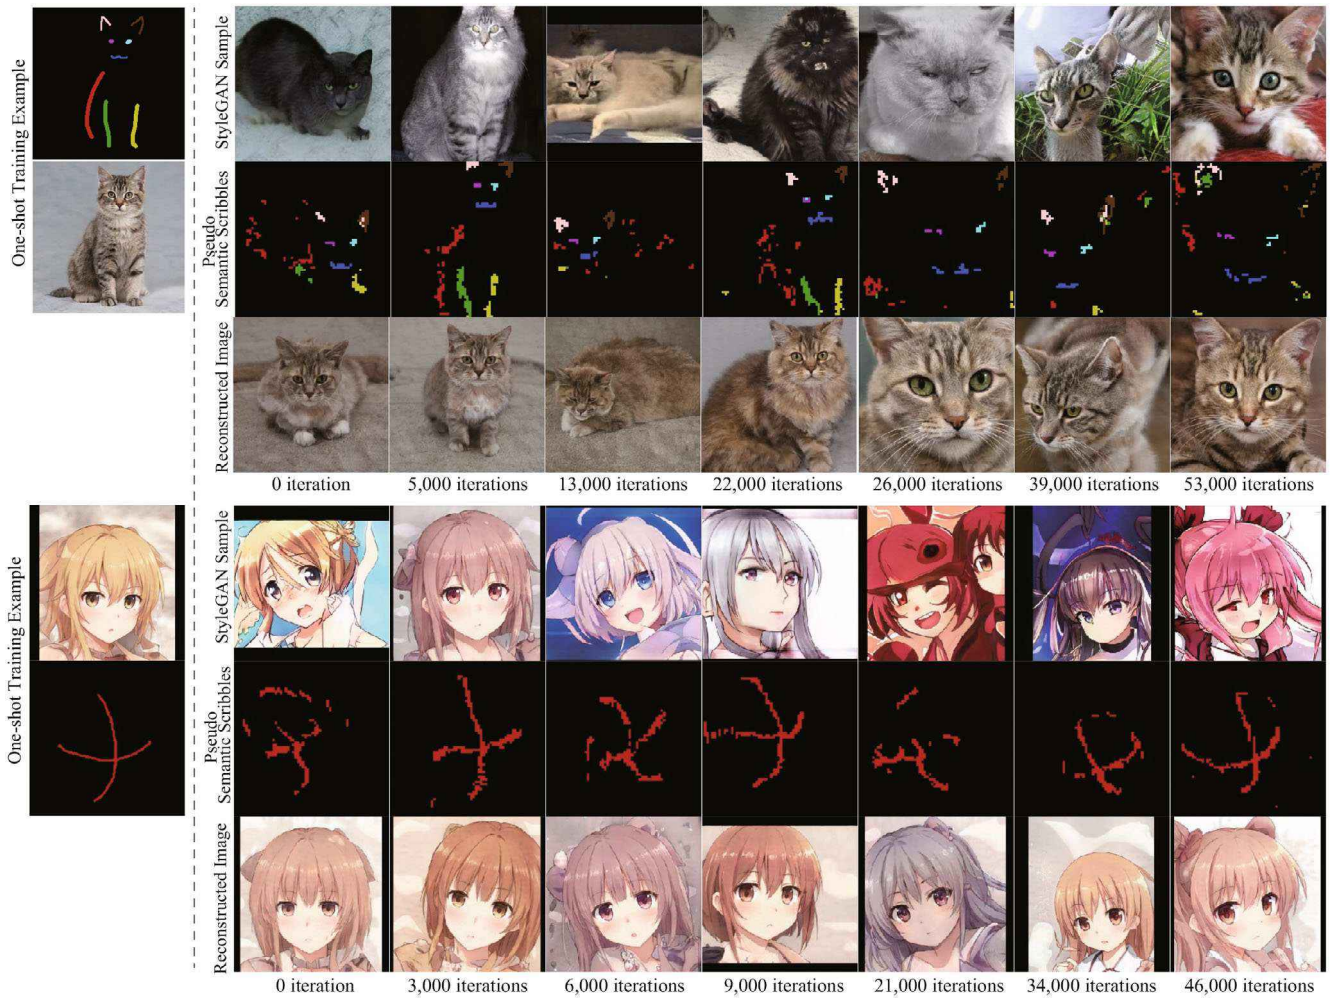 One-shot Training Example
StyleGAN Sample
Pseudo
Semantic Scribbles
Reconstructed Image
0 iteration
5,000 iterations
13,000 iterations
22,000 iterations
26,000 iterations
39,000 iterations
53,000 iterations
One-shot Training Example
StyleGAN Sample
Pseudo
Semantic Scribbles
Reconstructed Image
0 iteration
3,000 iterations
6,000 iterations
9,000 iterations
21,000 iterations
34,000 iterations
46,000 iterations